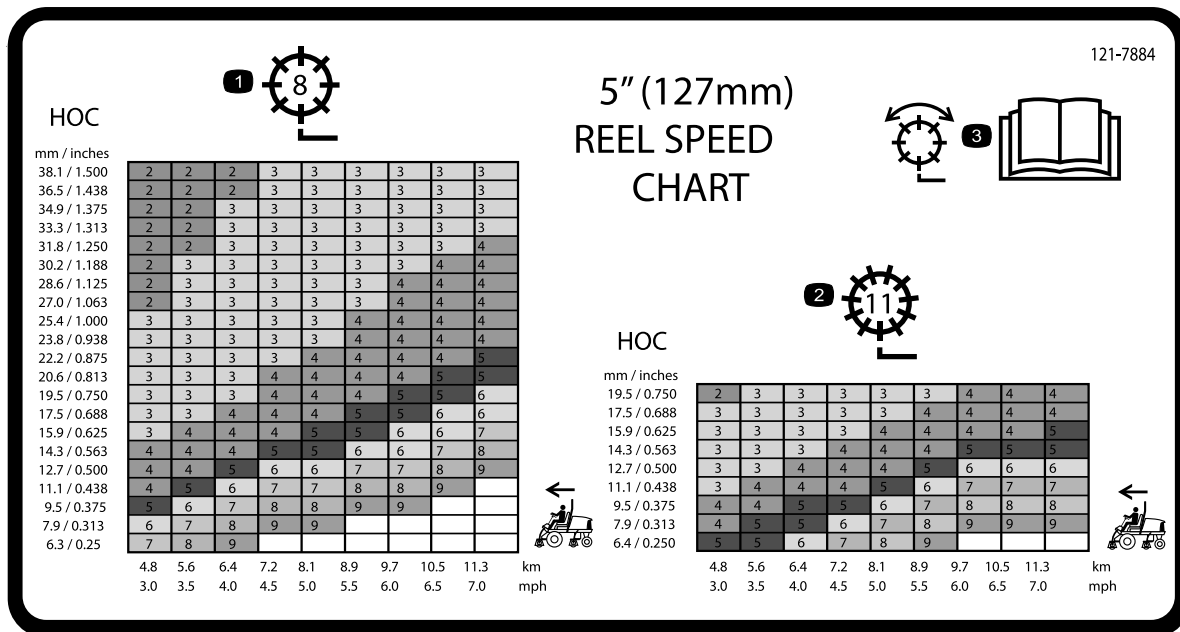 121-7884
5" (127mm)
REEL SPEED
CHART
3
1
8
HOC
mm / inches
38.1 / 1.500 2 2 2 3 3 3 3 3 3
36.5 / 1.438 2 2 2 3 3 3 3 3 3
34.9 / 1.375 2 2 3 3 3 3 3 3 3
33.3 / 1.313 2 2 3 3 3 3 3 3 3
31.8 / 1.250 2 2 3 3 3 3 3 3 4
30.2 / 1.188 2 3 3 3 3 3 3 4 4
28.6 / 1.125 2 3 3 3 3 3 4 4 4
27.0 / 1.063 2 3 3 3 3 3 4 4 4
25.4 / 1.000 3 3 3 3 3 4 4 4 4
23.8 / 0.938 3 3 3 3 3 4 4 4 4
22.2 / 0.875 3 3 3 3 4 4 4 4 5
20.6 / 0.813 3 3 3 4 4 4 4 5 5
19.5 / 0.750 3 3 3 4 4 4 5 5 6
17.5 / 0.688 3 3 4 4 4 5 5 6 6
15.9 / 0.625 3 4 4 4 5 5 6 6 7
14.3 / 0.563 4 4 4 5 5 6 6 7 8
12.7 / 0.500 4 4 5 6 6 7 7 8 9
11.1 / 0.438 4 5 6 7 7 8 8 9
9.5 / 0.375 5 6 7 8 8 9 9
7.9 / 0.313 6 7 8 9 9
6.3 / 0.25 7 8 9
4.8 5.6 6.4 7.2 8.1 8.9 9.7 10.5 11.3 km
3.0 3.5 4.0 4.5 5.0 5.5 6.0 6.5 7.0 mph
2
11
HOC
mm / inches
19.5 / 0.750 2 3 3 3 3 3 4 4 4
17.5 / 0.688 3 3 3 3 3 4 4 4 4
15.9 / 0.625 3 3 3 3 4 4 4 4 5
14.3 / 0.563 3 3 3 4 4 4 5 5 5
12.7 / 0.500 3 3 4 4 4 5 6 6 6
11.1 / 0.438 3 4 4 4 5 6 7 7 7
9.5 / 0.375 4 4 5 5 6 7 8 8 8
7.9 / 0.313 4 5 5 6 7 8 9 9 9
6.4 / 0.250 5 5 6 7 8 9
4.8 5.6 6.4 7.2 8.1 8.9 9.7 10.5 11.3 km
3.0 3.5 4.0 4.5 5.0 5.5 6.0 6.5 7.0 mph